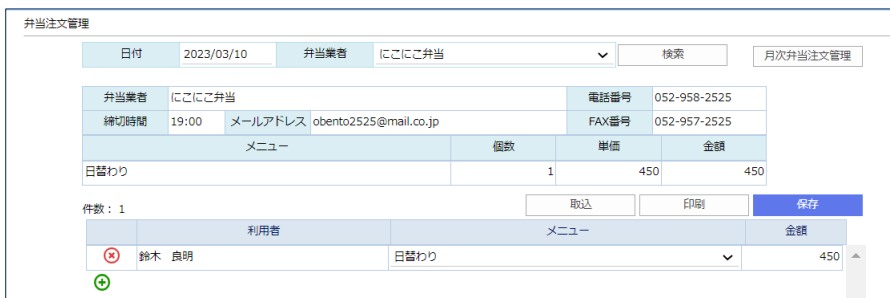 弁当注文管理
日付 2023/03/10 弁当業者 にこにこ弁当 検索 月次弁当注文管理
弁当業者 にこにこ弁当 電話番号 052-958-2525
締切時間 19:00 メールアドレス obento2525@mail.co.jp FAX番号 052-957-2525
メニュー 個数 単価 金額
日替わり 1 450 450
件数：1 取込 印刷 保存
利用者 メニュー 金額
鈴木 良明 日替わり 450